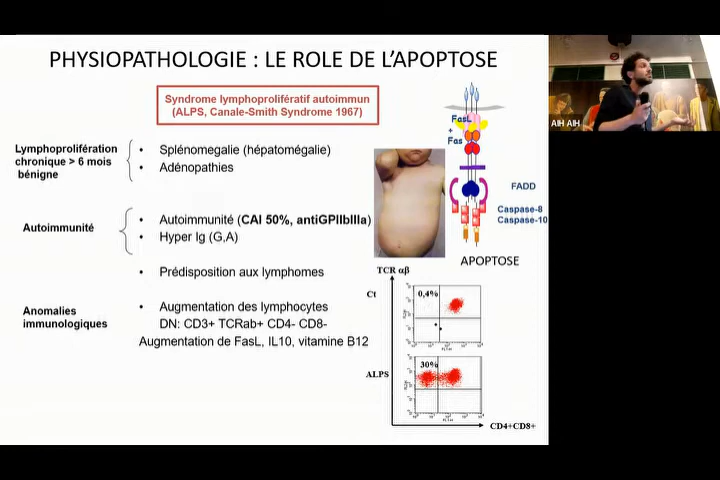 PHYSIOPATHOLOGIE : LE ROLE DE L'APOPTOSE
Syndrome lymphoprolifératif autoimmun
(ALPS, Canale-Smith Syndrome 1967)
Lymphoprolifération
chronique > 6 mois
bénigne
• Splénomegalie (hépatomégalie)
• Adénopathies
Autoimmunité
• Autoimmunité (CAI 50%, antiGPIIbIIIa)
• Hyper Ig (G,A)
• Prédisposition aux lymphomes
Anomalies
immunologiques
• Augmentation des lymphocytes
DN: CD3+ TCRab+ CD4- CD8-
Augmentation de FasL, IL10, vitamine B12
FasL
+
Fas
FADD
Caspase-8
Caspase-10
APOPTOSE
TCR αβ
Ct
0,4%
ALPS
30%
CD4+CD8+
AIH AIH